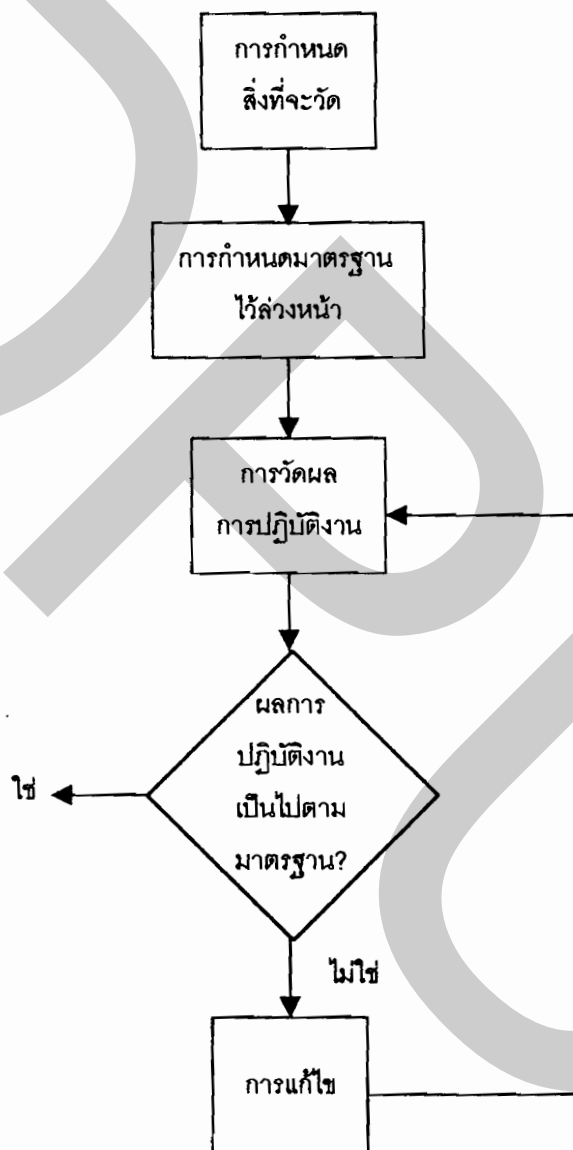 การกำหนด
สิ่งที่จะวัด
การกำหนดมาตรฐาน
ไว้ล่วงหน้า
การวัดผล
การปฏิบัติงาน
ผลการ
ปฏิบัติงาน
เป็นไปตาม
มาตรฐาน?
ใช่
ไม่ใช่
การแก้ไข